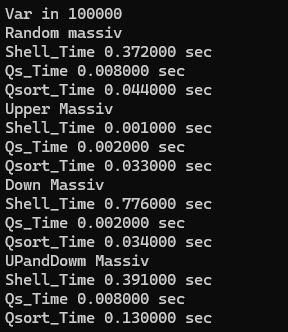 Var in 100000
Random massiv
Shell_Time 0.372000 sec
Qs_Time 0.008000 sec
Qsort_Time 0.044000 sec
Upper Massiv
Shell_Time 0.001000 sec
Qs_Time 0.002000 sec
Qsort_Time 0.033000 sec
Down Massiv
Shell_Time 0.776000 sec
Qs_Time 0.002000 sec
Qsort_Time 0.034000 sec
UPandDowm Massiv
Shell_Time 0.391000 sec
Qs_Time 0.008000 sec
Qsort_Time 0.130000 sec